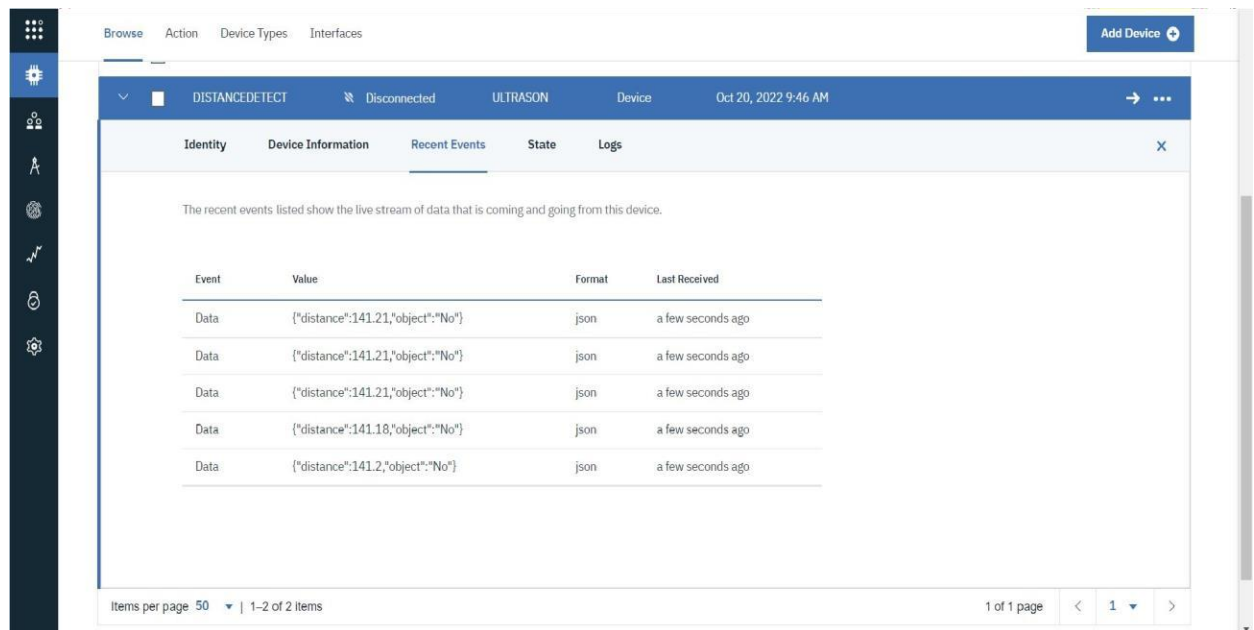 Browse Action Device Types Interfaces Add Device
DISTANCEDETECT Disconnected ULTRASON Device Oct 20, 2022 9:46 AM
Identity Device Information Recent Events State Logs
The recent events listed show the live stream of data that is coming and going from this device.
Event Value Format Last Received
Data {"distance":141.21,"object":"No"} json a few seconds ago
Data {"distance":141.21,"object":"No"} json a few seconds ago
Data {"distance":141.21,"object":"No"} json a few seconds ago
Data {"distance":141.18,"object":"No"} json a few seconds ago
Data {"distance":141.2,"object":"No"} json a few seconds ago
Items per page 50 | 1–2 of 2 items 1 of 1 page < 1 >